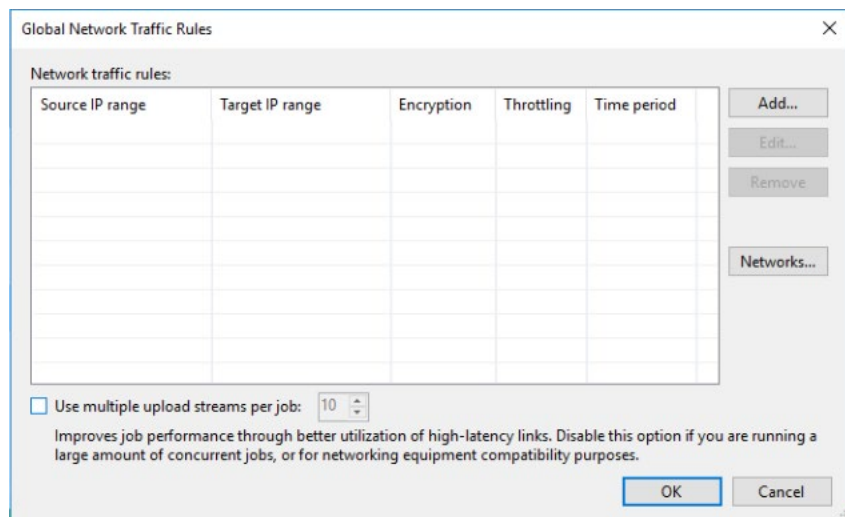 Global Network Traffic Rules
Network traffic rules:
Source IP range Target IP range Encryption Throttling Time period
Add...
Edit...
Remove
Networks...
Use multiple upload streams per job: 10
Improves job performance through better utilization of high-latency links. Disable this option if you are running a
large amount of concurrent jobs, or for networking equipment compatibility purposes.
OK Cancel